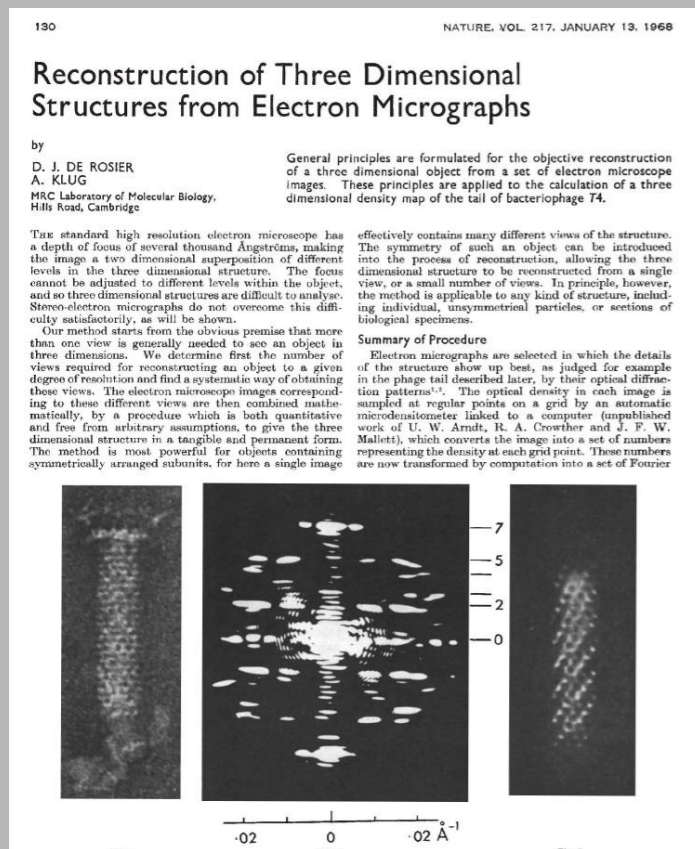 130
NATURE, VOL. 217, JANUARY 13, 1968
Reconstruction of Three Dimensional
Structures from Electron Micrographs
by
D. J. DE ROSIER
A. KLUG
MRC Laboratory of Molecular Biology,
Hills Road, Cambridge
General principles are formulated for the objective reconstruction
of a three dimensional object from a set of electron microscope
images. These principles are applied to the calculation of a three
dimensional density map of the tail of bacteriophage T4.
THE standard high resolution electron microscope has
a depth of focus of several thousand Ångströms, making
the image a two dimensional superposition of different
levels in the three dimensional structure. The focus
cannot be adjusted to different levels within the object,
and so three dimensional structures are difficult to analyse.
Stereo-electron micrographs do not overcome this diffi-
culty satisfactorily, as will be shown.
Our method starts from the obvious premise that more
than one view is generally needed to see an object in
three dimensions. We determine first the number of
views required for reconstructing an object to a given
degree of resolution and find a systematic way of obtaining
these views. The electron microscope images correspond-
ing to these different views are then combined mathe-
matically, by a procedure which is both quantitative
and free from arbitrary assumptions, to give the three
dimensional structure in a tangible and permanent form.
The method is most powerful for objects containing
symmetrically arranged subunits, for here a single image
effectively contains many different views of the structure.
The symmetry of such an object can be introduced
into the process of reconstruction, allowing the three
dimensional structure to be reconstructed from a single
view, or a small number of views. In principle, however,
the method is applicable to any kind of structure, includ-
ing individual, unsymmetrical particles, or sections of
biological specimens.
Summary of Procedure
Electron micrographs are selected in which the details
of the structure show up best, as judged for example
in the phage tail described later, by their optical diffrac-
tion patterns¹,². The optical density in each image is
sampled at regular points on a grid by an automatic
microdensitometer linked to a computer (unpublished
work of U. W. Arndt, R. A. Crowther and J. F. W.
Mallett), which converts the image into a set of numbers
representing the density at each grid point. These numbers
are now transformed by computation into a set of Fourier
7
5
2
0
·02 0 ·02 Å⁻¹